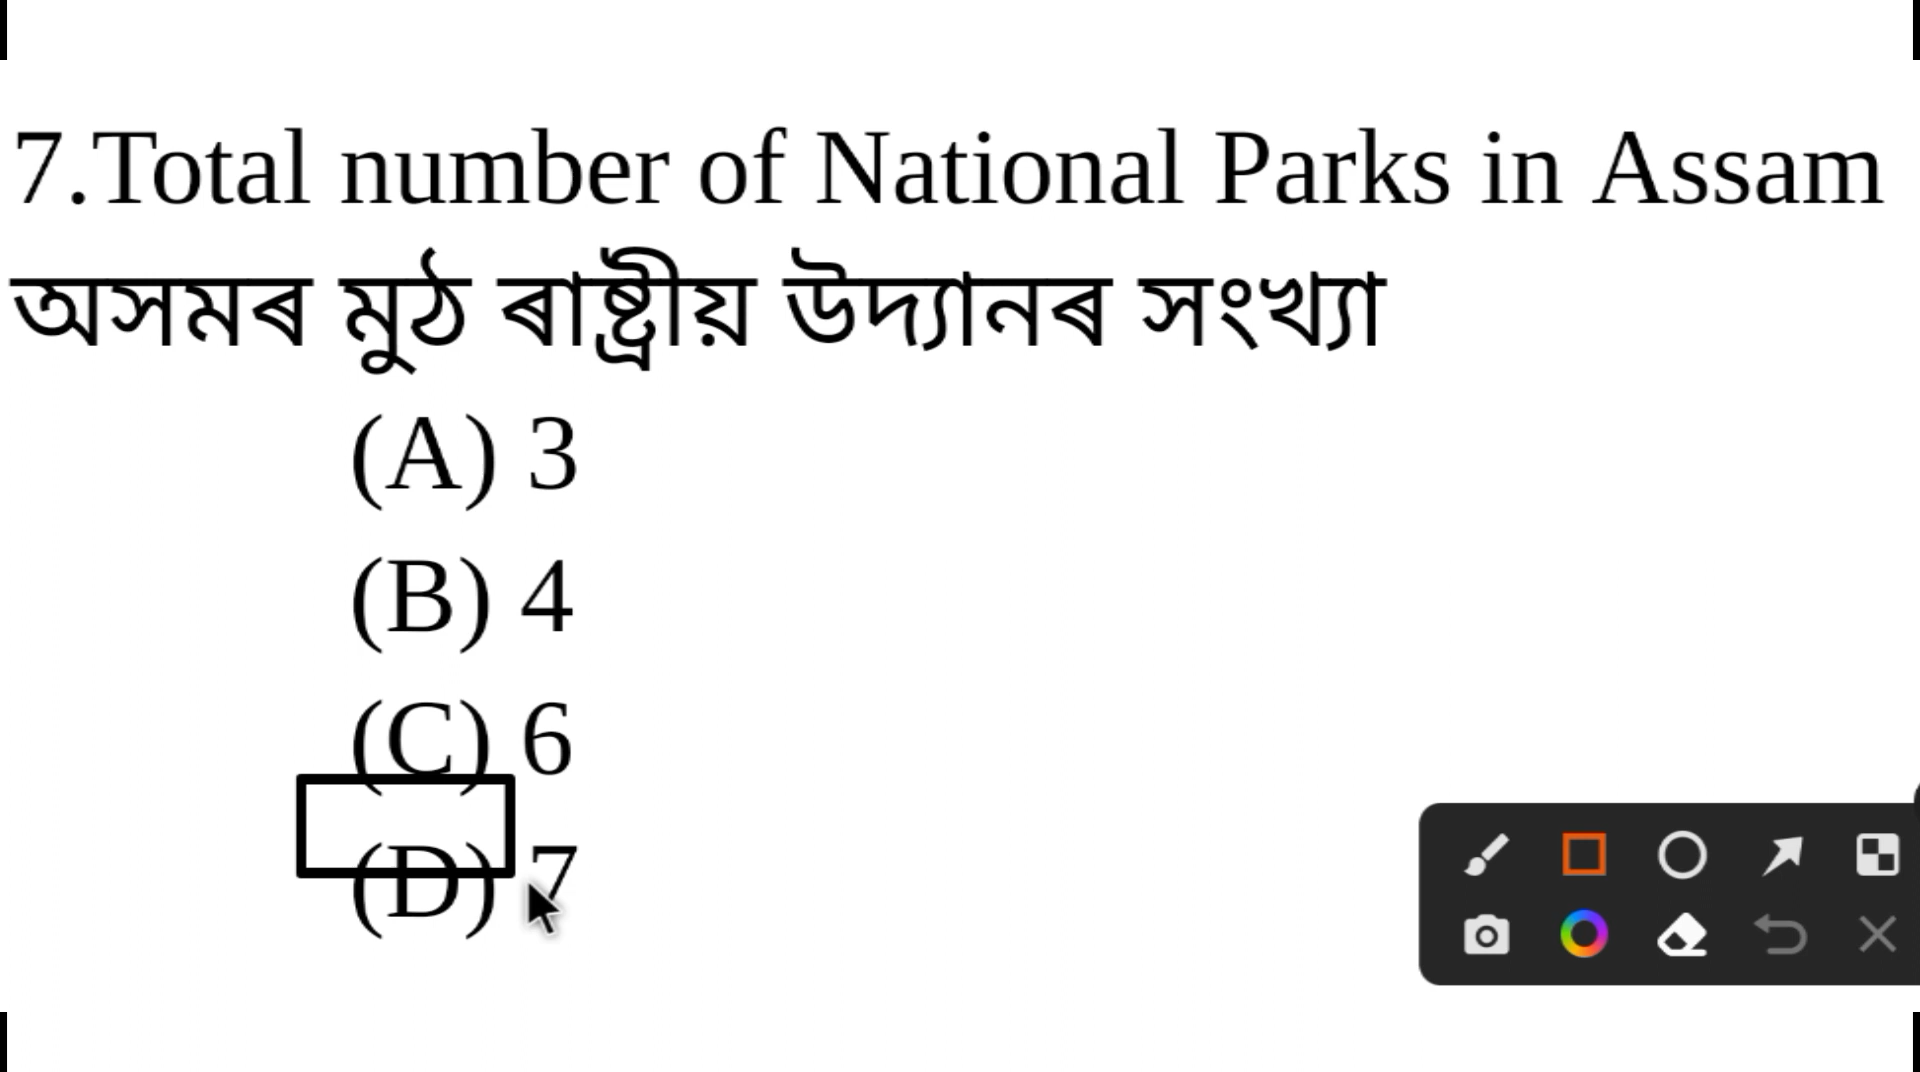 7.Total number of National Parks in Assam
অসমৰ মুঠ ৰাষ্ট্ৰীয় উদ্যানৰ সংখ্যা
(A) 3
(B) 4
(C) 6
(D) 7